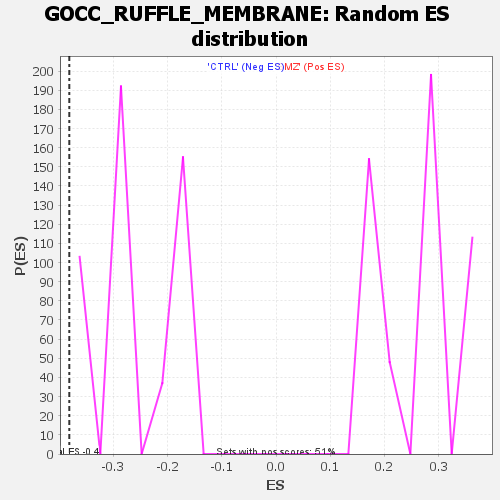 GOCC_RUFFLE_MEMBRANE: Random ES
distribution
'CTRL' (Neg ES) MZ' (Pos ES)
200
190
180
170
160
150
140
130
120
110
100
90
80
70
60
50
40
30
20
10
0
P(ES)
ES -0.4
Sets with pos scores: 51%
-0.3 -0.2 -0.1 0.0 0.1 0.2 0.3
ES